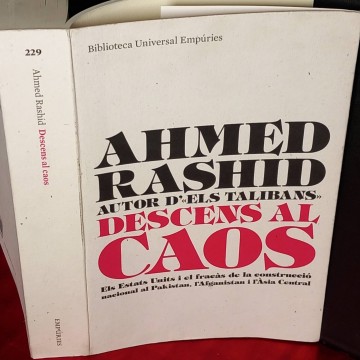 229
Ahmed Rashid Descens al caos
EMPÚRIES
Biblioteca Universal Empúries
AHMED
RASHID
AUTOR D'«ELS TALIBANS»
DESCENS AL
CAOS
Els Estats Units i el fracàs de la construcció
nacional al Pakistan, l'Afganistan i l'Àsia Central